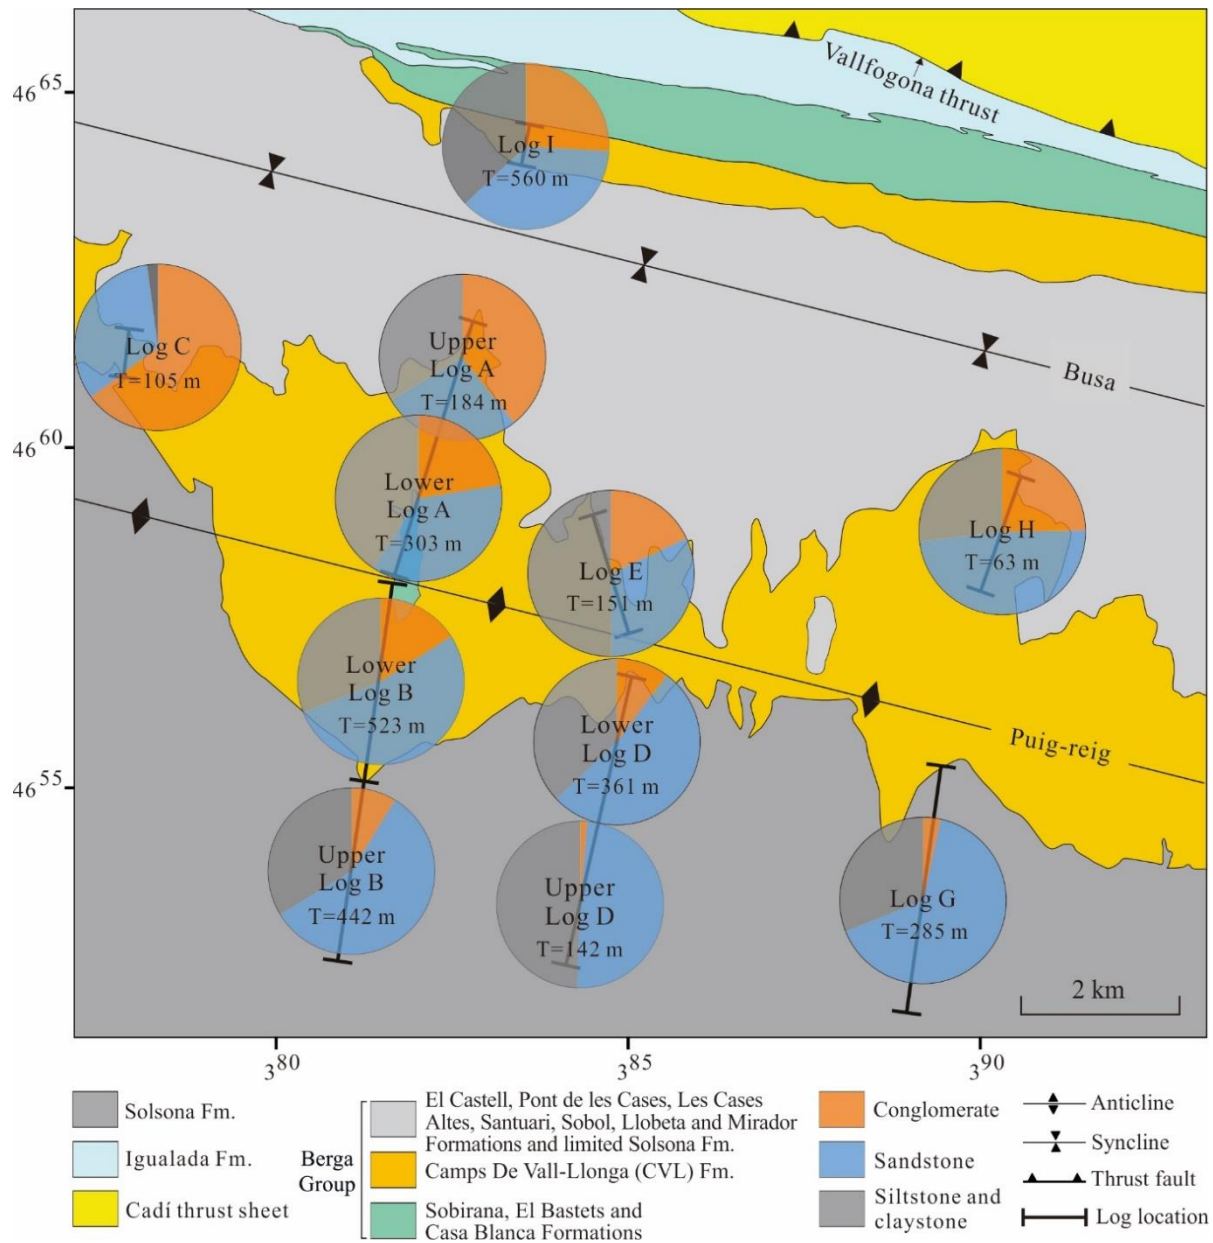 4665
Vallfogona thrust
Log I
T=560 m
Log C
T=105 m
Upper
Log A
T=184 m
Busa
4660
Lower
Log A
T=303 m
Log H
T=63 m
Log E
T=151 m
Lower
Log B
T=523 m
Lower
Log D
T=361 m
Puig-reig
4655
Upper
Log B
T=442 m
Upper
Log D
T=142 m
Log G
T=285 m
2 km
380
385
390
Solsona Fm.
Igualada Fm.
Cadí thrust sheet
Berga
Group
El Castell, Pont de les Cases, Les Cases
Altes, Santuari, Sobol, Llobeta and Mirador
Formations and limited Solsona Fm.
Camps De Vall-Llonga (CVL) Fm.
Sobirana, El Bastets and
Casa Blanca Formations
Conglomerate
Sandstone
Siltstone and
claystone
Anticline
Syncline
Thrust fault
Log location